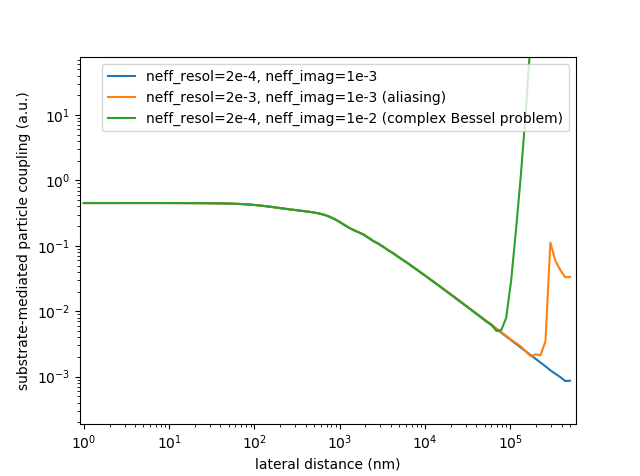 neff_resol=2e-4, neff_imag=1e-3
neff_resol=2e-3, neff_imag=1e-3 (aliasing)
neff_resol=2e-4, neff_imag=1e-2 (complex Bessel problem)
substrate-mediated particle coupling (a.u.)
10¹
10⁰
10⁻¹
10⁻²
10⁻³
10⁰ 10¹ 10² 10³ 10⁴ 10⁵
lateral distance (nm)